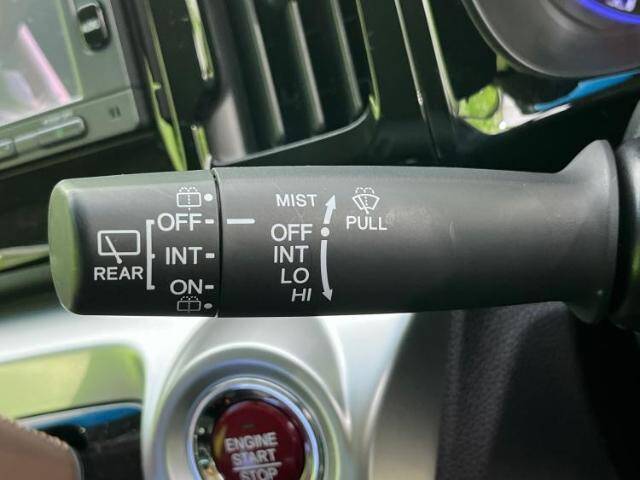 OFF
INT
ON
REAR
MIST
OFF
INT
LO
HI
PULL
ENGINE
START
STOP